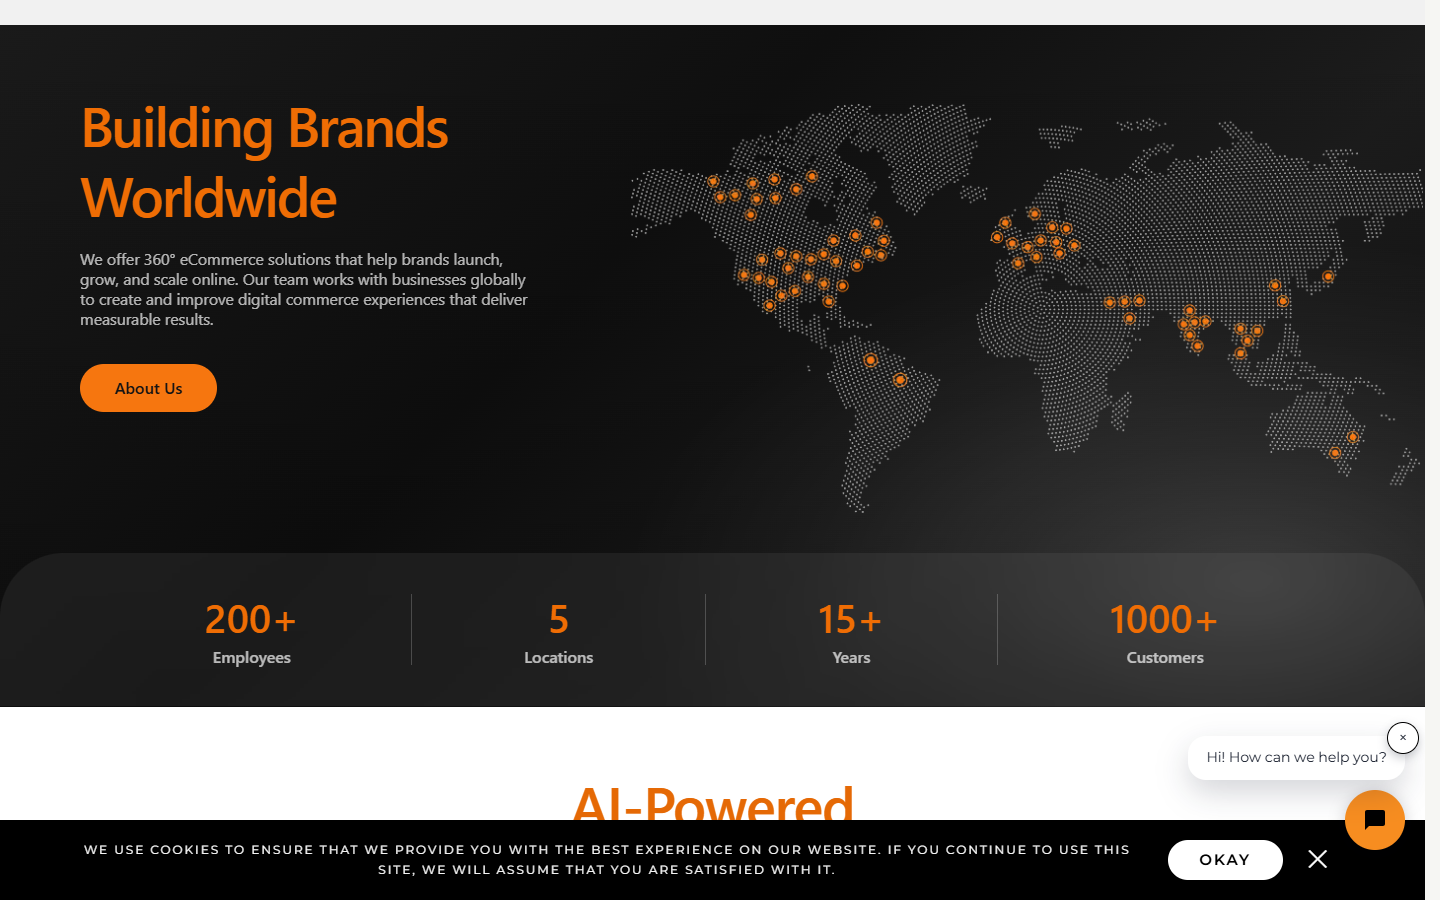 Building Brands
Worldwide
We offer 360° eCommerce solutions that help brands launch,
grow, and scale online. Our team works with businesses globally
to create and improve digital commerce experiences that deliver
measurable results.
About Us
200+
Employees
5
Locations
15+
Years
1000+
Customers
Hi! How can we help you?
AI-Powered
WE USE COOKIES TO ENSURE THAT WE PROVIDE YOU WITH THE BEST EXPERIENCE ON OUR WEBSITE. IF YOU CONTINUE TO USE THIS
SITE, WE WILL ASSUME THAT YOU ARE SATISFIED WITH IT.
OKAY